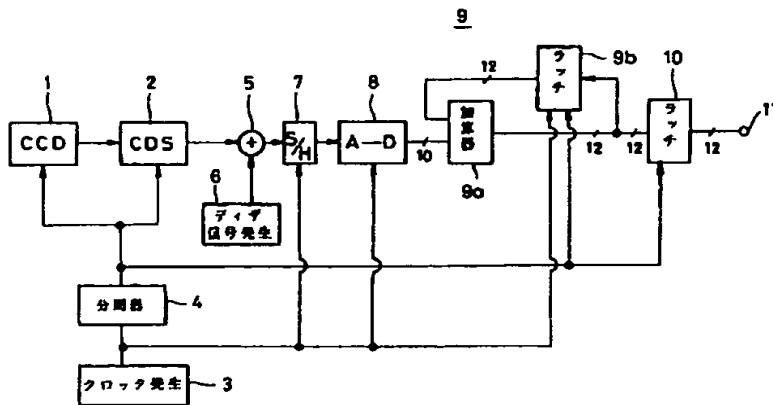 9
1
CCD
2
CDS
5
+
6
ディザ
信号発生
7
S/H
8
A—D
10
12
加算器
9a
ラッチ
9b
12
12
10
ラッチ
12
11
分周器
4
クロック発生
3